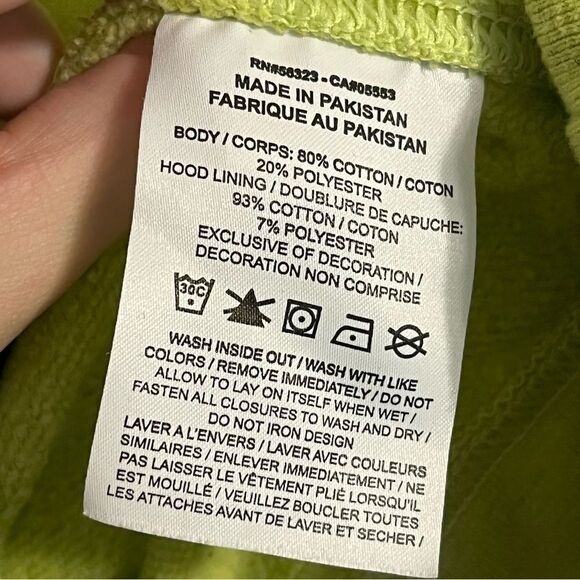 RN#56323 - CA#05553
MADE IN PAKISTAN
FABRIQUE AU PAKISTAN
BODY / CORPS: 80% COTTON / COTON
20% POLYESTER
HOOD LINING / DOUBLURE DE CAPUCHE:
93% COTTON / COTON
7% POLYESTER
EXCLUSIVE OF DECORATION /
DECORATION NON COMPRISE
30C
WASH INSIDE OUT / WASH WITH LIKE
COLORS / REMOVE IMMEDIATELY / DO NOT
ALLOW TO LAY ON ITSELF WHEN WET /
FASTEN ALL CLOSURES TO WASH AND DRY /
DO NOT IRON DESIGN
LAVER A L'ENVERS / LAVER AVEC COULEURS
SIMILAIRES / ENLEVER IMMEDIATEMENT / NE
PAS LAISSER LE VÊTEMENT PLIÉ LORSQU'IL
EST MOUILLÉ / VEUILLEZ BOUCLER TOUTES
LES ATTACHES AVANT DE LAVER ET SECHER /